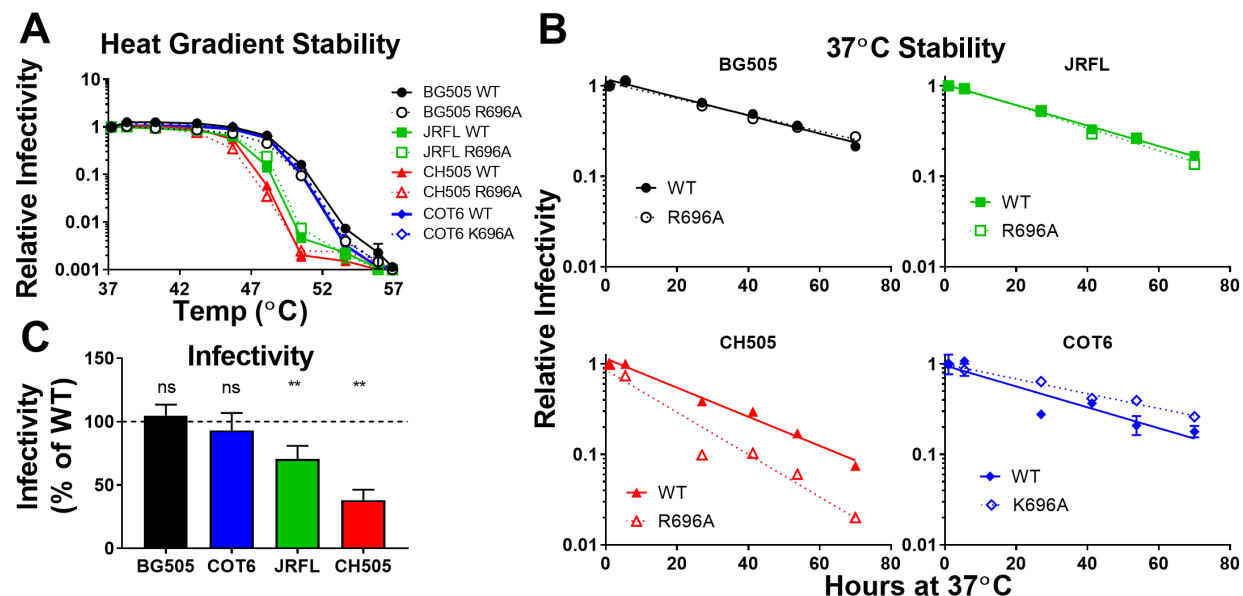 A
Heat Gradient Stability
Relative Infectivity
10
1
0.1
0.01
0.001
37
42
47
52
57
Temp (°C)
BG505 WT
BG505 R696A
JRFL WT
JRFL R696A
CH505 WT
CH505 R696A
COT6 WT
COT6 K696A
B
37°C Stability
Relative Infectivity
BG505
1
0.1
0.01
0
20
40
60
80
WT
R696A
JRFL
1
0.1
0.01
0
20
40
60
80
WT
R696A
CH505
1
0.1
0.01
0
20
40
60
80
WT
R696A
COT6
1
0.1
0.01
0
20
40
60
80
WT
K696A
Hours at 37°C
C
Infectivity
Infectivity
(% of WT)
150
100
50
0
ns
ns
**
**
BG505
COT6
JRFL
CH505